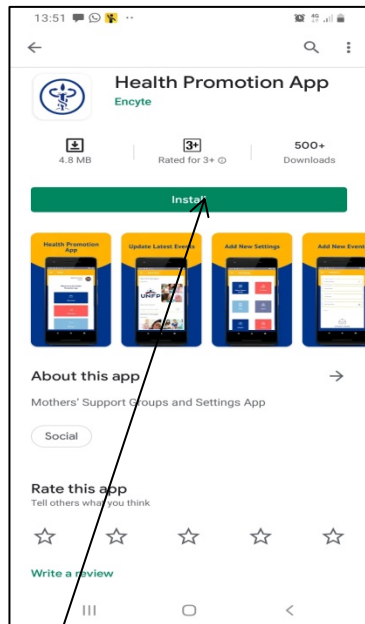 13:51
Health Promotion App
Encyte
3+
500+
4.8 MB
Rated for 3+
Downloads
Install
Health Promotion App
Update Latest Events
Add New Settings
Add New Event
UNFP
About this app
Mothers' Support Groups and Settings App
Social
Rate this app
Tell others what you think
Write a review